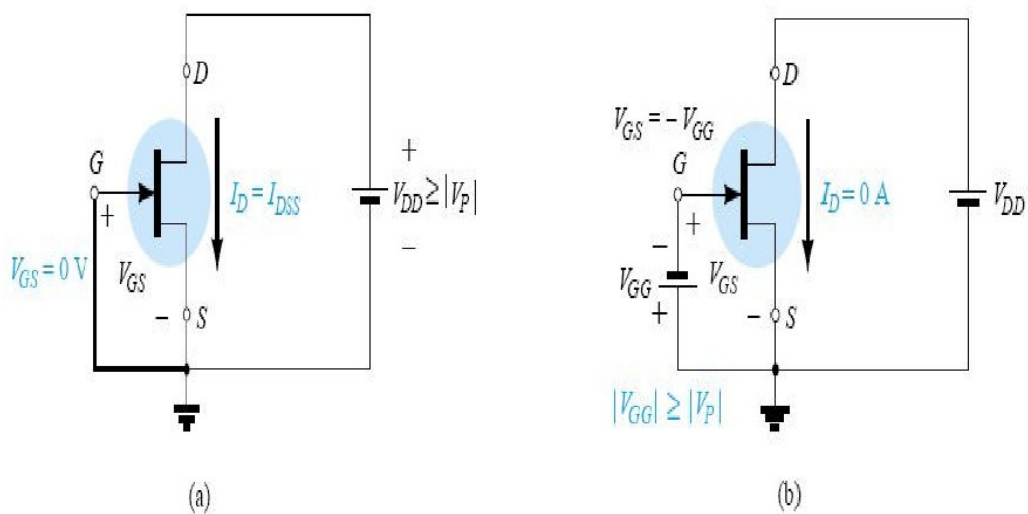 D
G
+
I_D = I_DSS
+
V_DD ≥ |V_P|
−
V_GS = 0 V
V_GS
−
S
(a)
D
V_GS = − V_GG
G
+
I_D = 0 A
V_DD
−
V_GG
V_GS
+
−
S
|V_GG| ≥ |V_P|
(b)